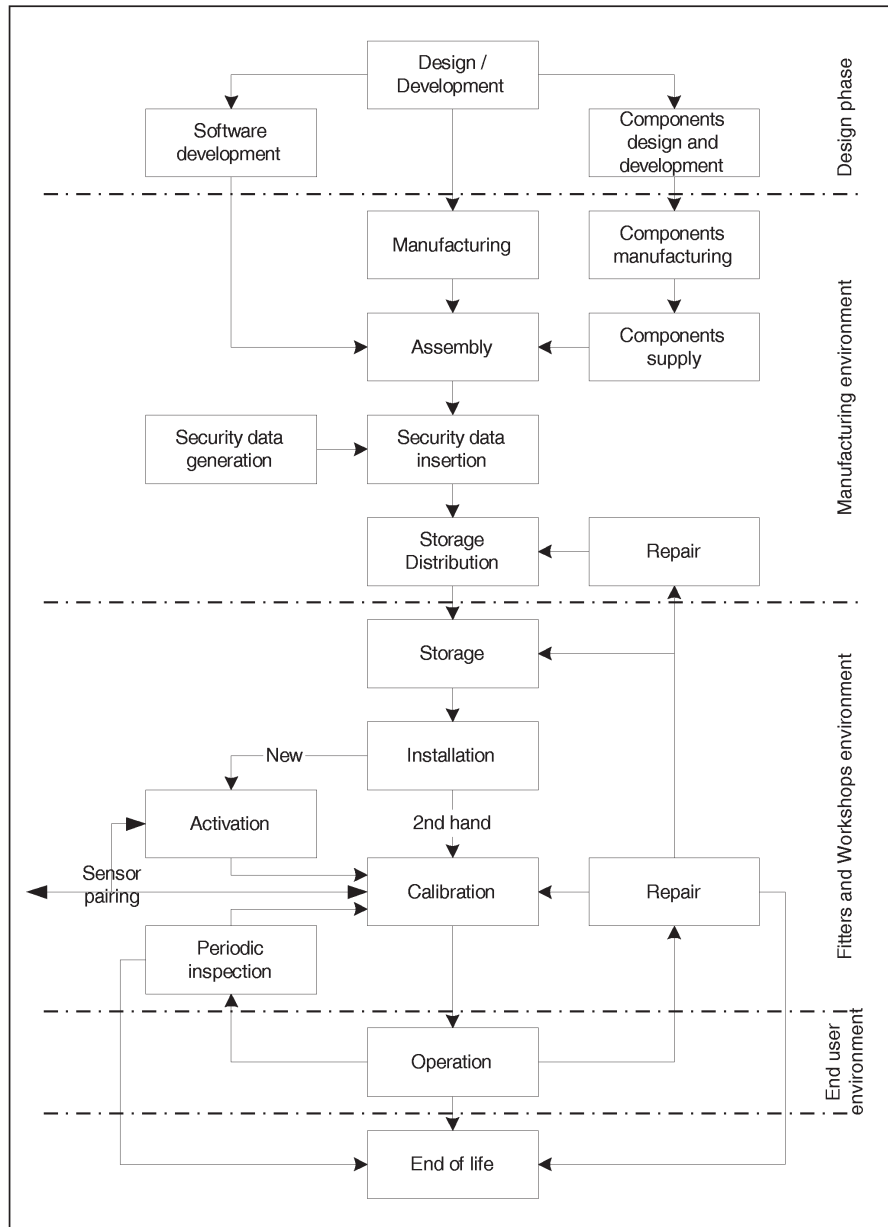 Design /
Development
Software
development
Components
design and
development
Design phase
Manufacturing
Components
manufacturing
Assembly
Components
supply
Manufacturing environment
Security data
generation
Security data
insertion
Storage
Distribution
Repair
Storage
New
Installation
Fitters and Workshops environment
Activation
2nd hand
Sensor
pairing
Calibration
Repair
Periodic
inspection
Operation
End user
environment
End of life